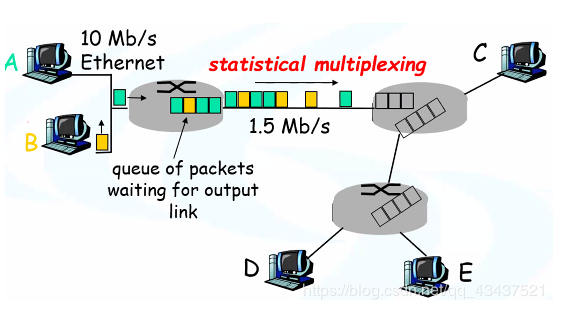 A
10 Mb/s
Ethernet
statistical multiplexing
C
B
1.5 Mb/s
queue of packets
waiting for output
link
D
E
https://blog.csdn.net/qq_43437521